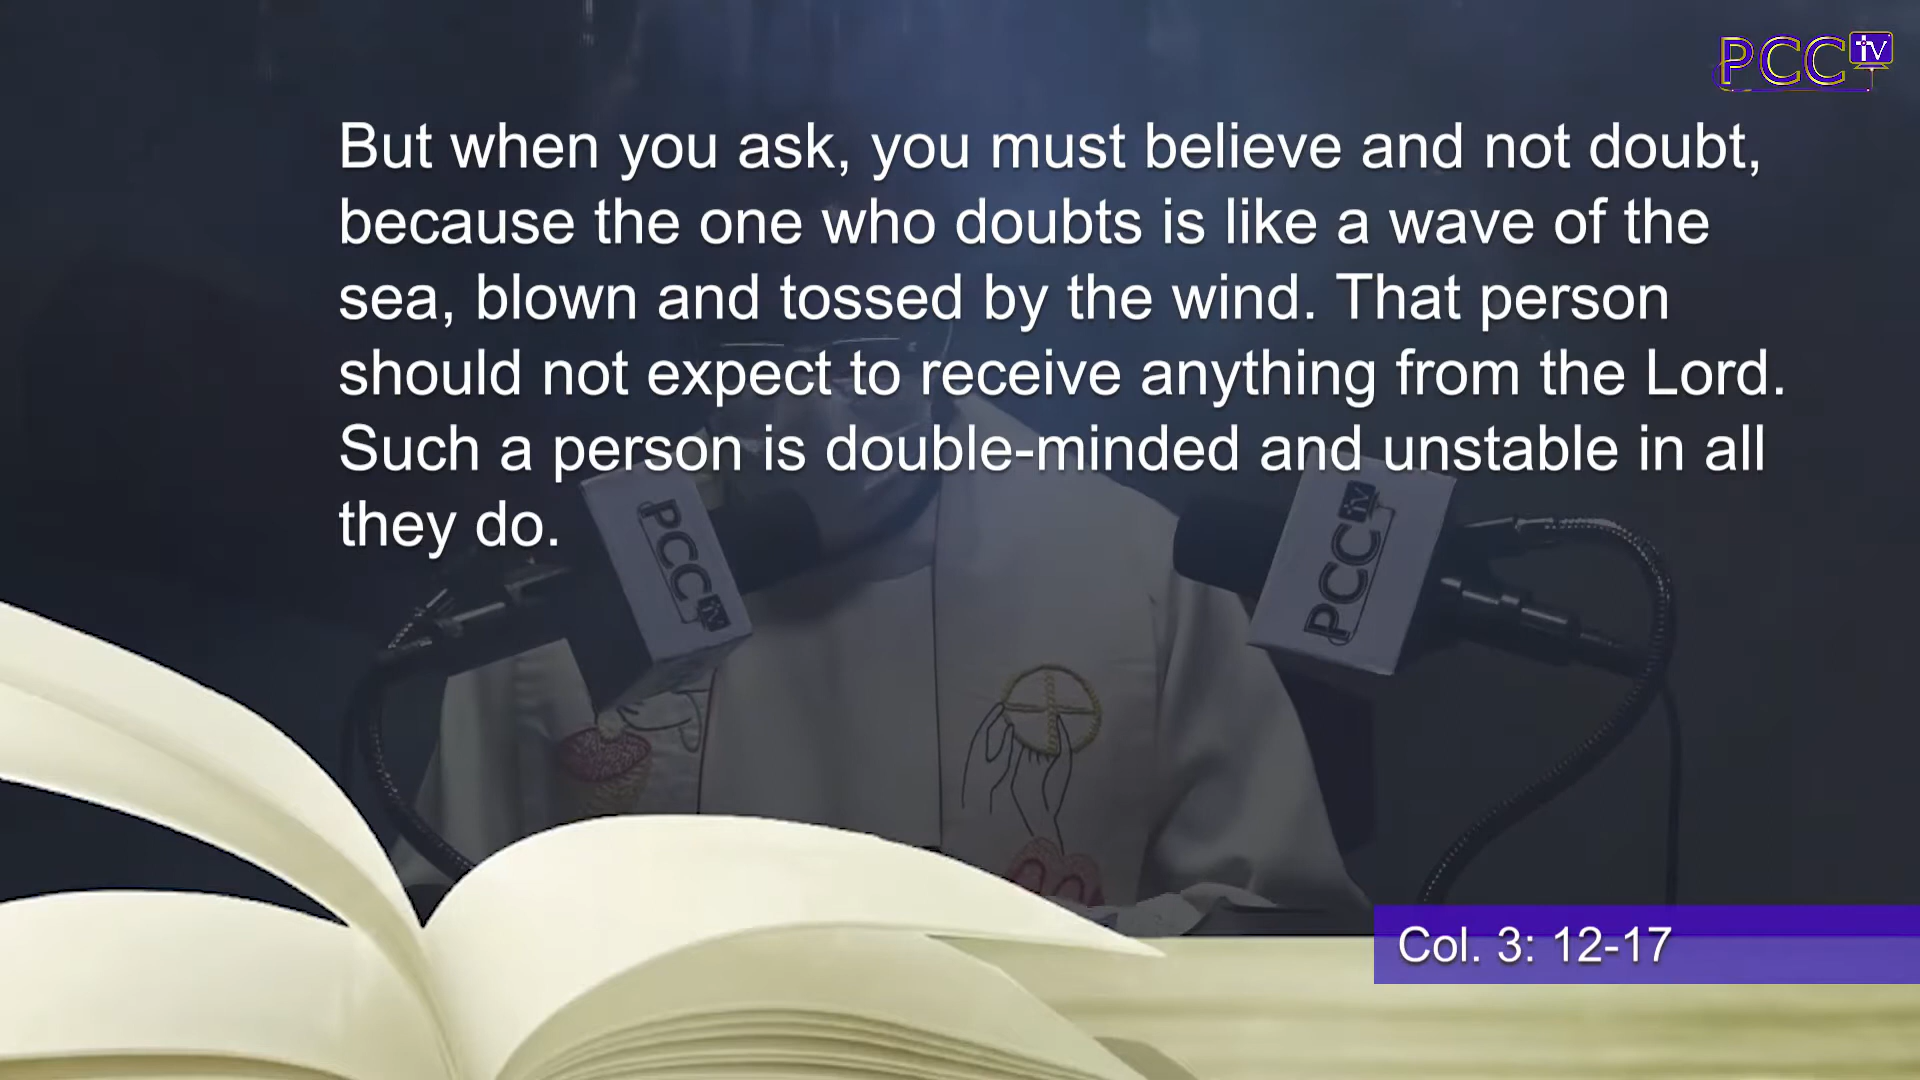 PCC tv
But when you ask, you must believe and not doubt,
because the one who doubts is like a wave of the
sea, blown and tossed by the wind. That person
should not expect to receive anything from the Lord.
Such a person is double-minded and unstable in all
they do.
PCC tv
PCC tv
Col. 3: 12-17